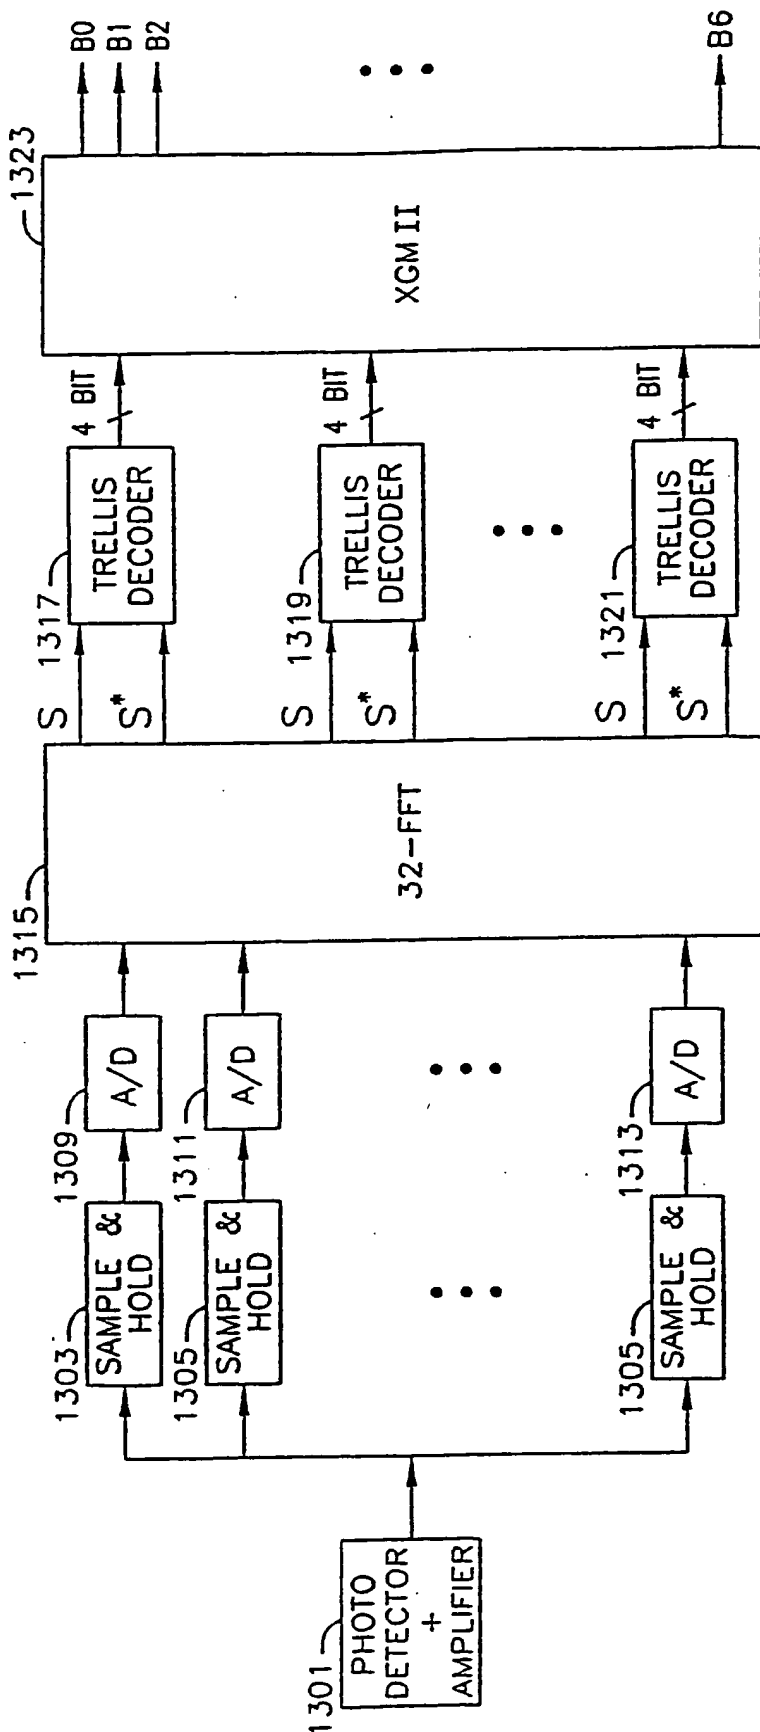 1301
PHOTO
DETECTOR
+
AMPLIFIER
1303
SAMPLE &
HOLD
1305
SAMPLE &
HOLD
1305
SAMPLE &
HOLD
1309
A/D
1311
A/D
1313
A/D
1315
32-FFT
S
S*
S
S*
S
S*
1317
TRELLIS
DECODER
1319
TRELLIS
DECODER
1321
TRELLIS
DECODER
4 BIT
4 BIT
4 BIT
1323
XGM II
B0
B1
B2
B6